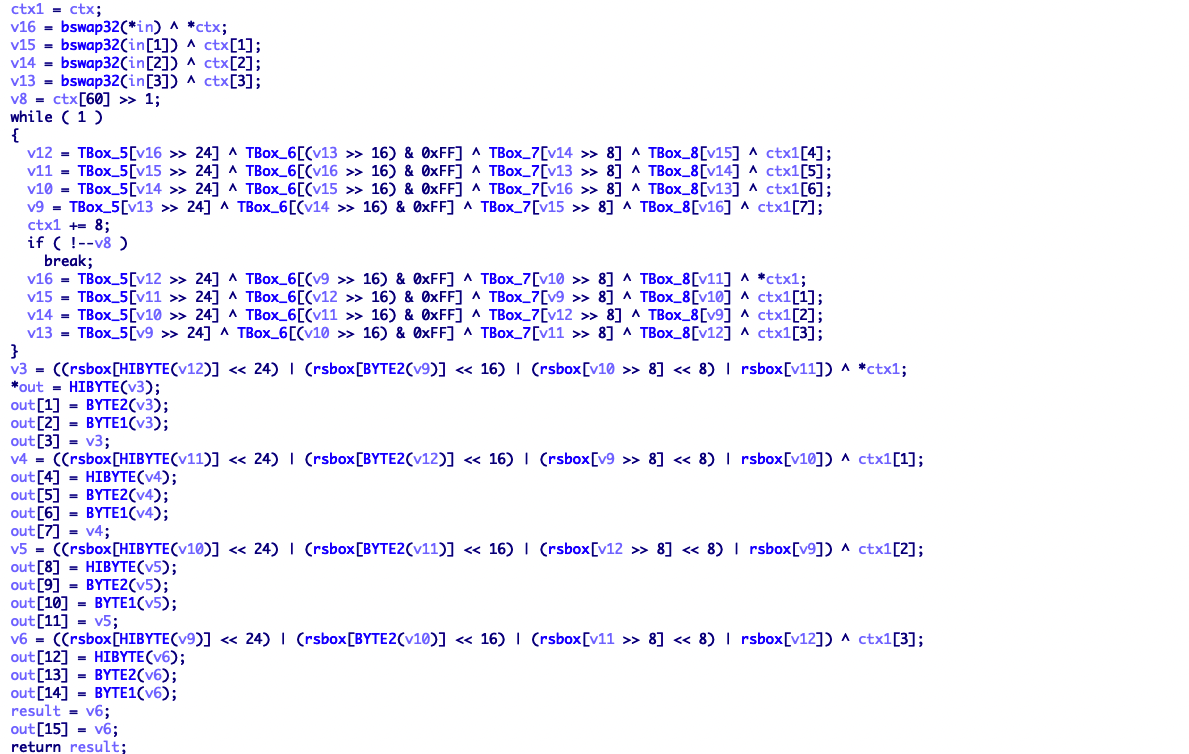 ctx1 = ctx;
v16 = bswap32(*in) ^ *ctx;
v15 = bswap32(in[1]) ^ ctx[1];
v14 = bswap32(in[2]) ^ ctx[2];
v13 = bswap32(in[3]) ^ ctx[3];
v8 = ctx[60] >> 1;
while ( 1 )
{
  v12 = TBox_5[v16 >> 24] ^ TBox_6[(v13 >> 16) & 0xFF] ^ TBox_7[v14 >> 8] ^ TBox_8[v15] ^ ctx1[4];
  v11 = TBox_5[v15 >> 24] ^ TBox_6[(v16 >> 16) & 0xFF] ^ TBox_7[v13 >> 8] ^ TBox_8[v14] ^ ctx1[5];
  v10 = TBox_5[v14 >> 24] ^ TBox_6[(v15 >> 16) & 0xFF] ^ TBox_7[v16 >> 8] ^ TBox_8[v13] ^ ctx1[6];
  v9 = TBox_5[v13 >> 24] ^ TBox_6[(v14 >> 16) & 0xFF] ^ TBox_7[v15 >> 8] ^ TBox_8[v16] ^ ctx1[7];
  ctx1 += 8;
  if ( !--v8 )
    break;
  v16 = TBox_5[v12 >> 24] ^ TBox_6[(v9 >> 16) & 0xFF] ^ TBox_7[v10 >> 8] ^ TBox_8[v11] ^ *ctx1;
  v15 = TBox_5[v11 >> 24] ^ TBox_6[(v12 >> 16) & 0xFF] ^ TBox_7[v9 >> 8] ^ TBox_8[v10] ^ ctx1[1];
  v14 = TBox_5[v10 >> 24] ^ TBox_6[(v11 >> 16) & 0xFF] ^ TBox_7[v12 >> 8] ^ TBox_8[v9] ^ ctx1[2];
  v13 = TBox_5[v9 >> 24] ^ TBox_6[(v10 >> 16) & 0xFF] ^ TBox_7[v11 >> 8] ^ TBox_8[v12] ^ ctx1[3];
}
v3 = ((rsbox[HIBYTE(v12)] << 24) | (rsbox[BYTE2(v9)] << 16) | (rsbox[v10 >> 8] << 8) | rsbox[v11]) ^ *ctx1;
*out = HIBYTE(v3);
out[1] = BYTE2(v3);
out[2] = BYTE1(v3);
out[3] = v3;
v4 = ((rsbox[HIBYTE(v11)] << 24) | (rsbox[BYTE2(v12)] << 16) | (rsbox[v9 >> 8] << 8) | rsbox[v10]) ^ ctx1[1];
out[4] = HIBYTE(v4);
out[5] = BYTE2(v4);
out[6] = BYTE1(v4);
out[7] = v4;
v5 = ((rsbox[HIBYTE(v10)] << 24) | (rsbox[BYTE2(v11)] << 16) | (rsbox[v12 >> 8] << 8) | rsbox[v9]) ^ ctx1[2];
out[8] = HIBYTE(v5);
out[9] = BYTE2(v5);
out[10] = BYTE1(v5);
out[11] = v5;
v6 = ((rsbox[HIBYTE(v9)] << 24) | (rsbox[BYTE2(v10)] << 16) | (rsbox[v11 >> 8] << 8) | rsbox[v12]) ^ ctx1[3];
out[12] = HIBYTE(v6);
out[13] = BYTE2(v6);
out[14] = BYTE1(v6);
result = v6;
out[15] = v6;
return result;